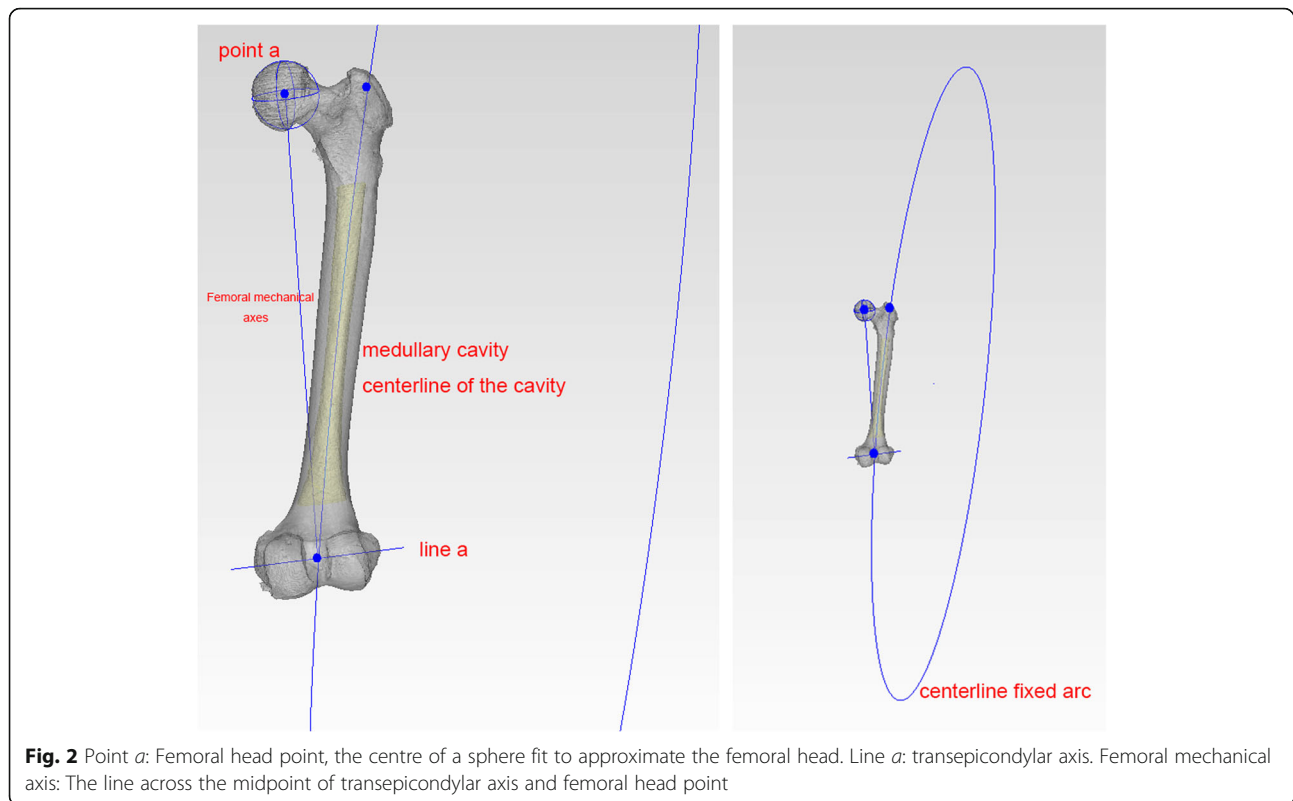 point a
Femoral mechanical
axes
medullary cavity
centerline of the cavity
line a
centerline fixed arc
Fig. 2 Point a: Femoral head point, the centre of a sphere fit to approximate the femoral head. Line a: transepicondylar axis. Femoral mechanical
axis: The line across the midpoint of transepicondylar axis and femoral head point